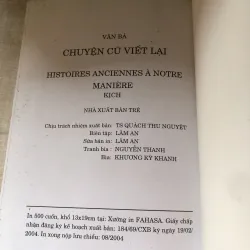 VĂN BA
CHUYỆN CŨ VIẾT LẠI
HISTOIRES ANCIENNES À NOTRE
MANIÈRE
KỊCH
NHÀ XUẤT BẢN TRẺ
Chịu trách nhiệm xuất bản: TS QUÁCH THU NGUYỆT
Biên tập: LÂM AN
Sửa bản in: LÂM AN
Tranh bìa: NGUYỄN THANH
Bìa: KHƯƠNG KỲ KHANH
In 500 cuốn, khổ 13x19cm tại: Xưởng in FAHASA. Giấy chấp
nhận đăng ký kế hoạch xuất bản: 184/69/CXB ký ngày 19/02/
2004. In xong nộp lưu chiểu: 08/2004